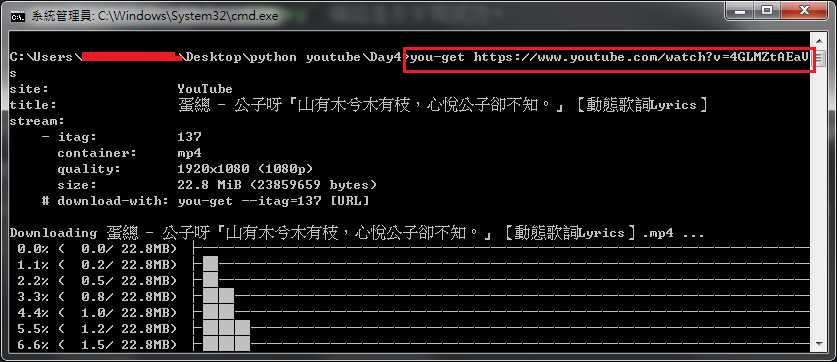 系統管理員: C:\Windows\System32\cmd.exe
C:\Users\ \Desktop\python youtube\Day4>you-get https://www.youtube.com/watch?v=4GLMZtAEaV
s
site: YouTube
title: 蛋總 - 公子呀『山有木兮木有枝，心悅公子卻不知。』【動態歌詞Lyrics】
stream:
- itag: 137
container: mp4
quality: 1920x1080 (1080p)
size: 22.8 MiB (23859659 bytes)
# download-with: you-get --itag=137 [URL]
Downloading 蛋總 - 公子呀『山有木兮木有枝，心悅公子卻不知。』【動態歌詞Lyrics】.mp4 ...
0.0% ( 0.0/ 22.8MB)
1.1% ( 0.2/ 22.8MB)
2.2% ( 0.5/ 22.8MB)
3.3% ( 0.8/ 22.8MB)
4.4% ( 1.0/ 22.8MB)
5.5% ( 1.2/ 22.8MB)
6.6% ( 1.5/ 22.8MB)